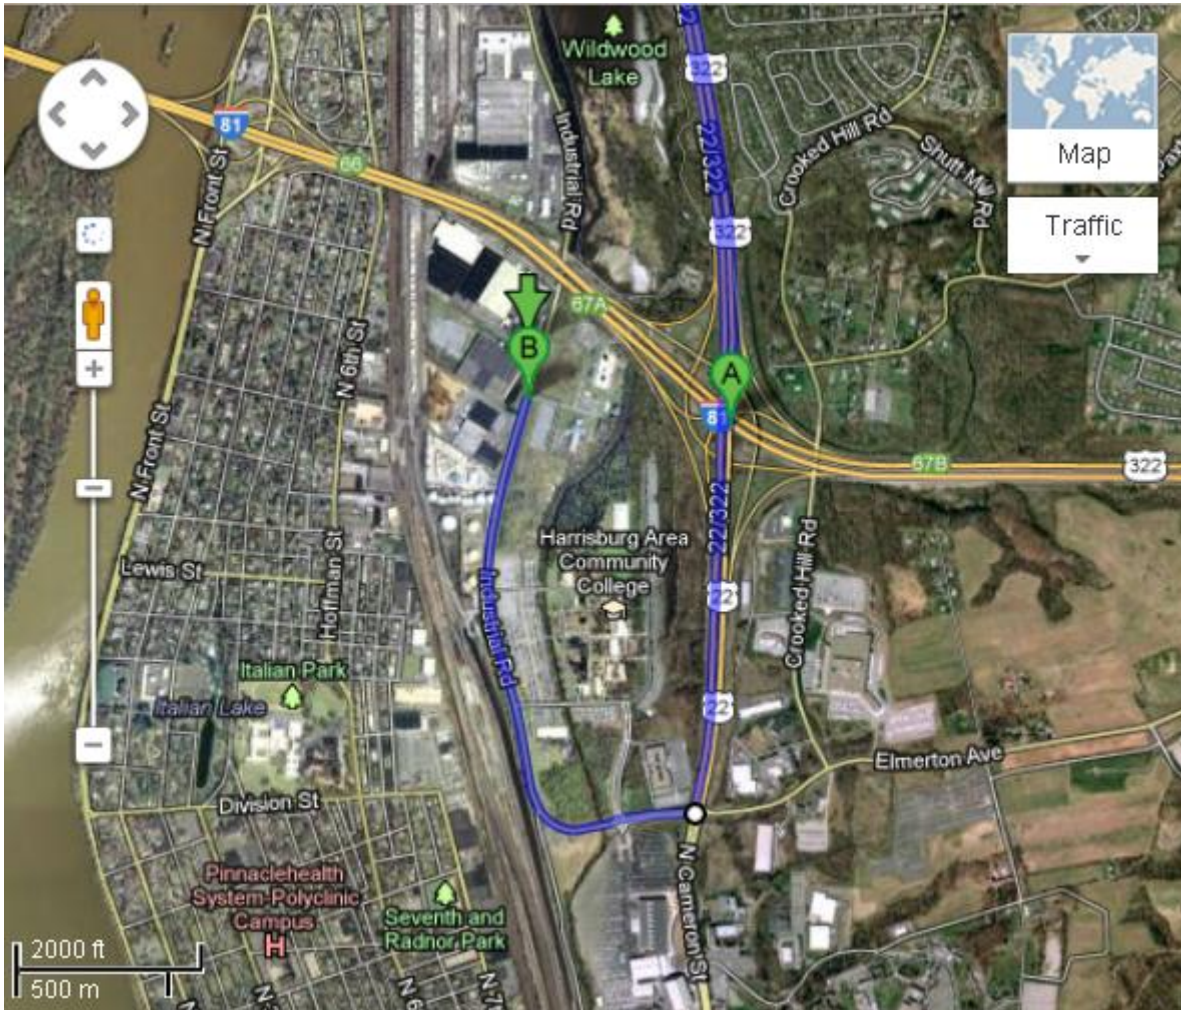 Wildwood
Lake
322
22/322
Industrial Rd
Crooked Hill Rd
Shutt Mill Rd
Map
Traffic
81
66
N Front St
322
67A
B
A
81
N 6th St
67B
322
N Front St
22/322
Harrisburg Area
Community
College
Crooked Hill Rd
Lewis St
Hoffman St
Industrial Rd
22
Italian Park
Italian Lake
22
Elmerton Ave
Division St
Pinnaclehealth
System-Polyclinic
Campus
H
Seventh and
Radnor Park
N Cameron St
2000 ft
500 m